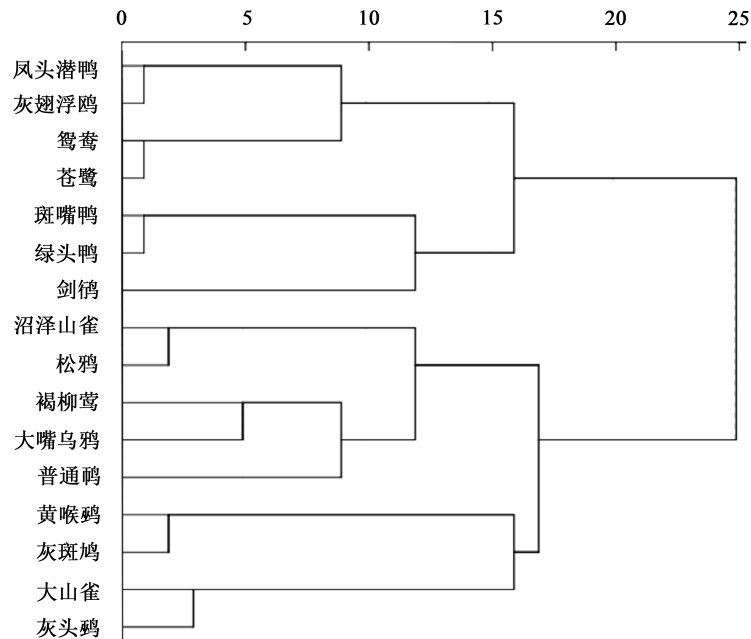 0 5 10 15 20 25
凤头潜鸭
灰翅浮鸥
鸳鸯
苍鹭
斑嘴鸭
绿头鸭
剑鸻
沼泽山雀
松鸦
褐柳莺
大嘴乌鸦
普通䴓
黄喉鹀
灰斑鸠
大山雀
灰头鹀